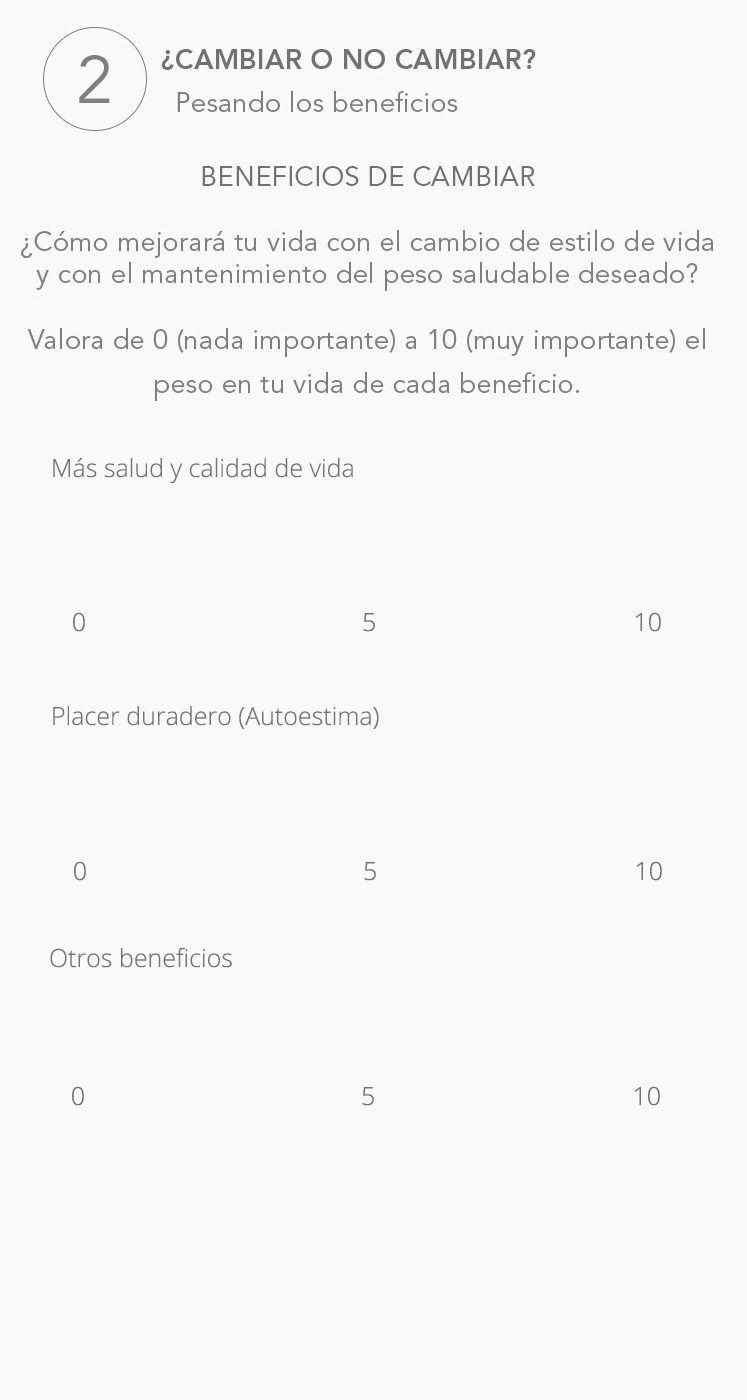 2
¿CAMBIAR O NO CAMBIAR?
Pesando los beneficios
BENEFICIOS DE CAMBIAR
¿Cómo mejorará tu vida con el cambio de estilo de vida
y con el mantenimiento del peso saludable deseado?
Valora de 0 (nada importante) a 10 (muy importante) el
peso en tu vida de cada beneficio.
Más salud y calidad de vida
0 5 10
Placer duradero (Autoestima)
0 5 10
Otros beneficios
0 5 10